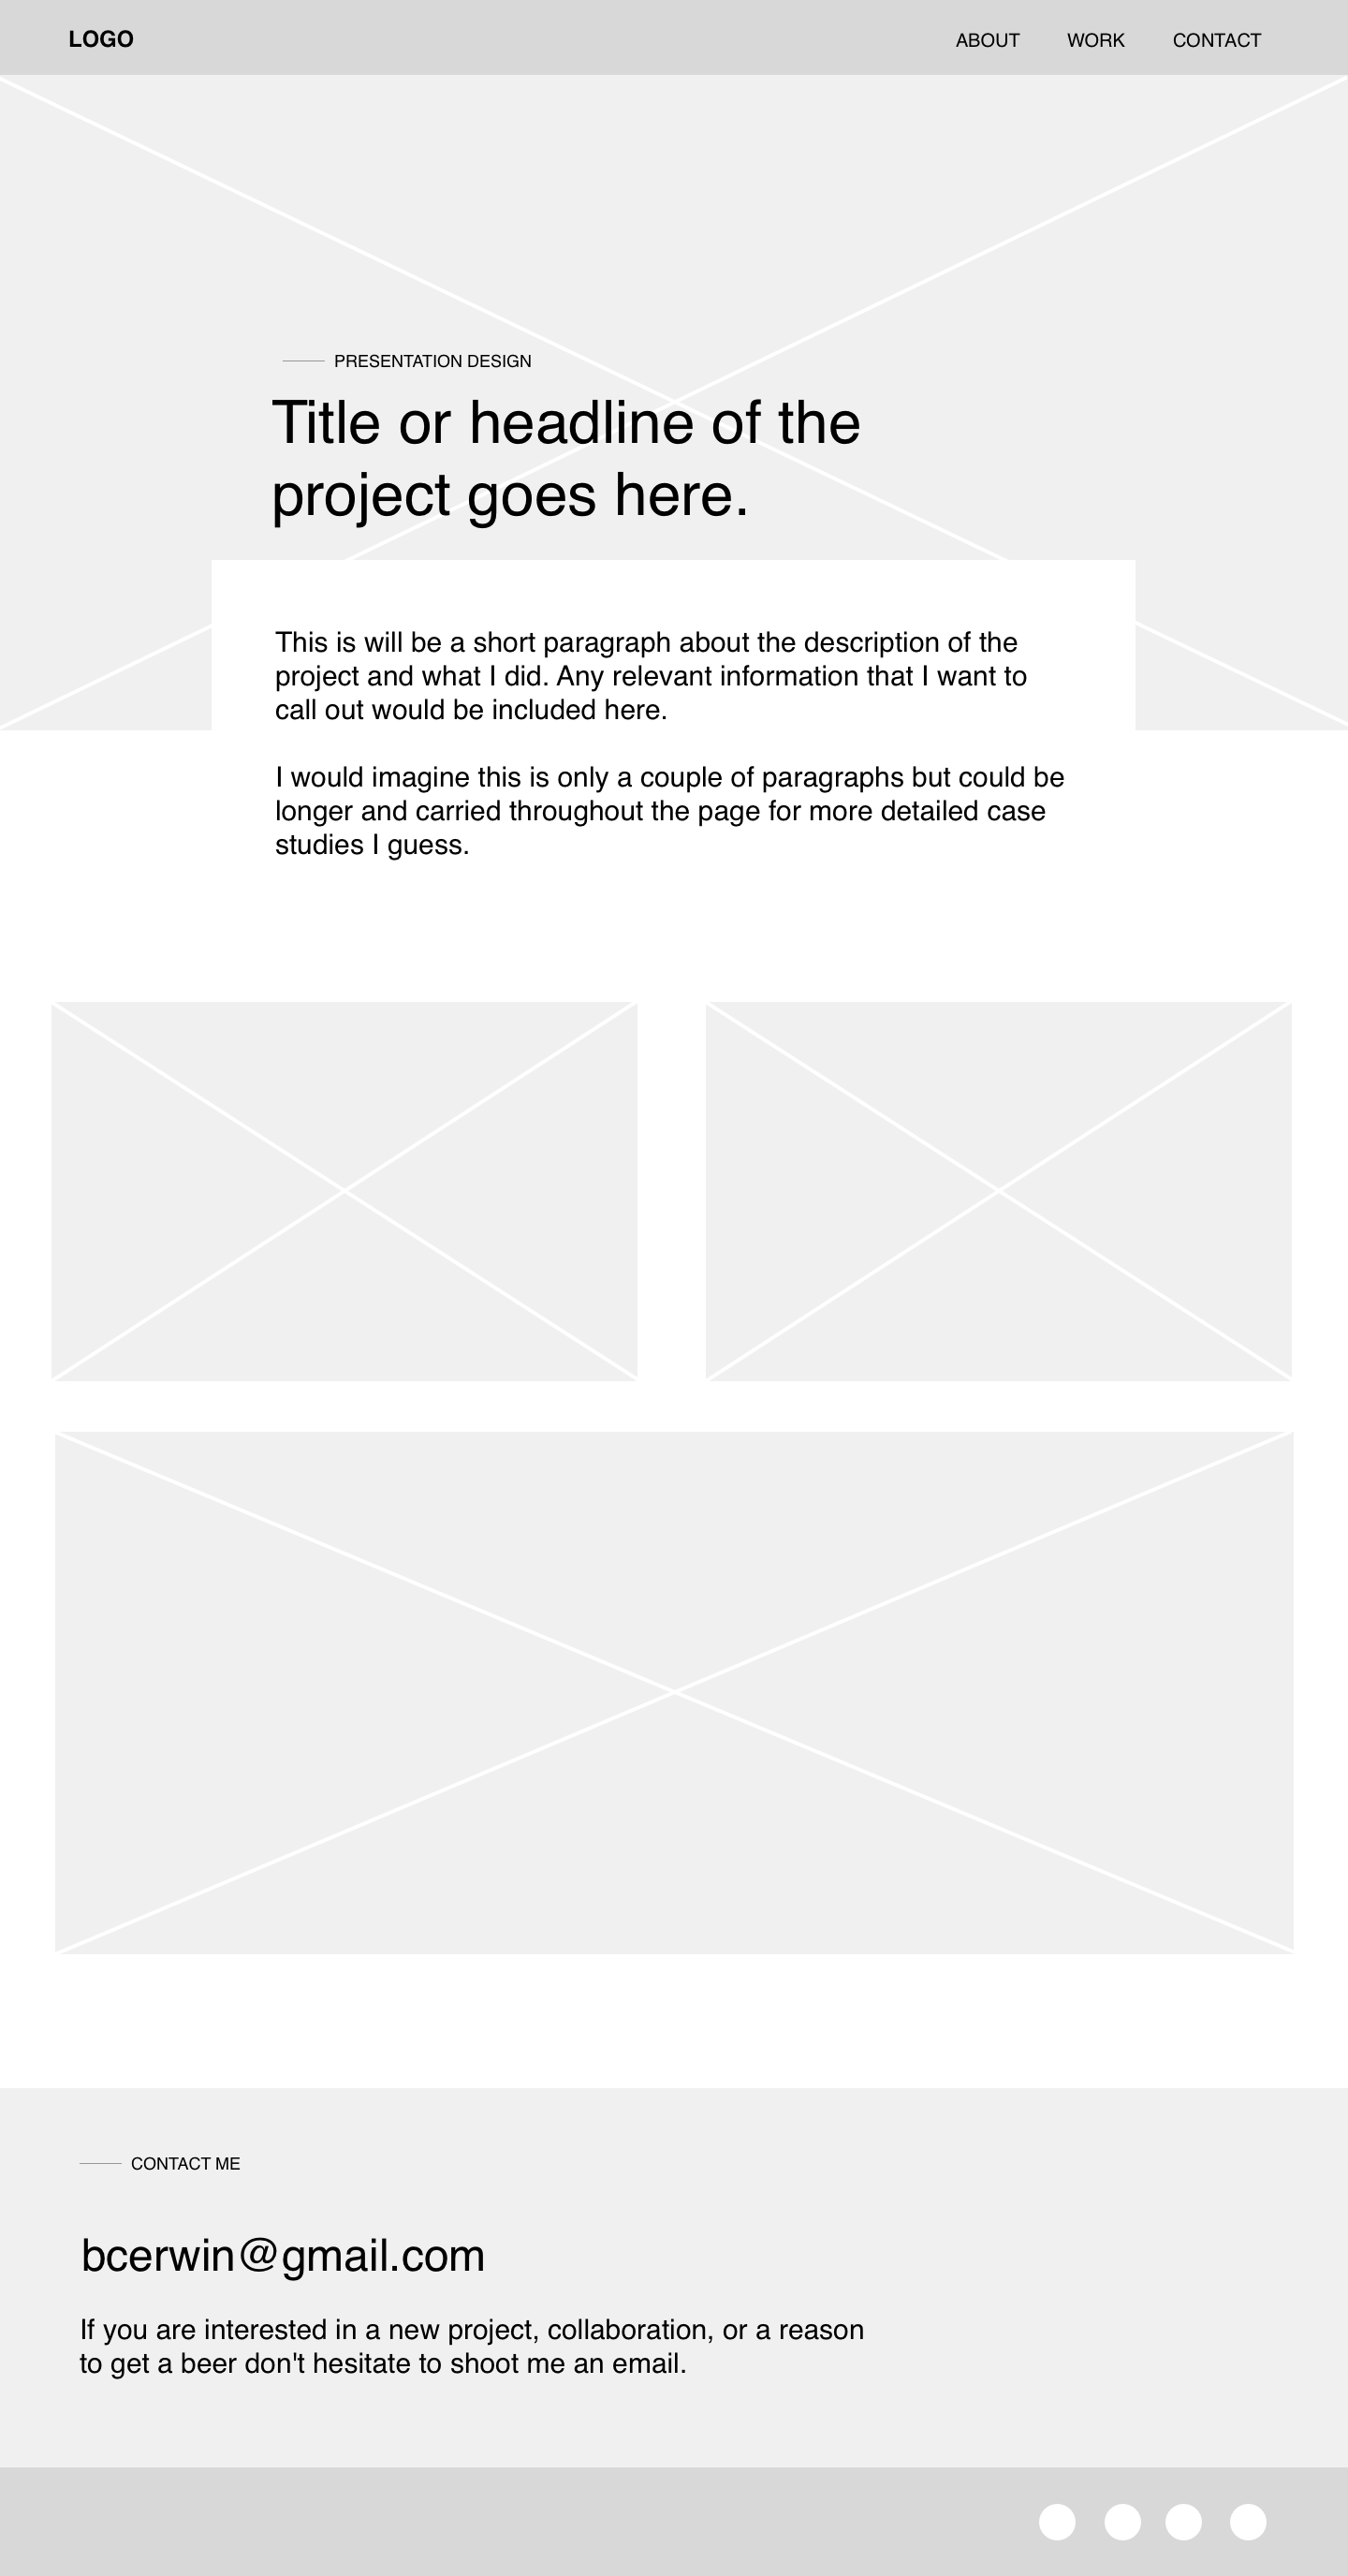 LOGO
ABOUT WORK CONTACT
PRESENTATION DESIGN
Title or headline of the
project goes here.
This is will be a short paragraph about the description of the
project and what I did. Any relevant information that I want to
call out would be included here.
I would imagine this is only a couple of paragraphs but could be
longer and carried throughout the page for more detailed case
studies I guess.
CONTACT ME
bcerwin@gmail.com
If you are interested in a new project, collaboration, or a reason
to get a beer don't hesitate to shoot me an email.